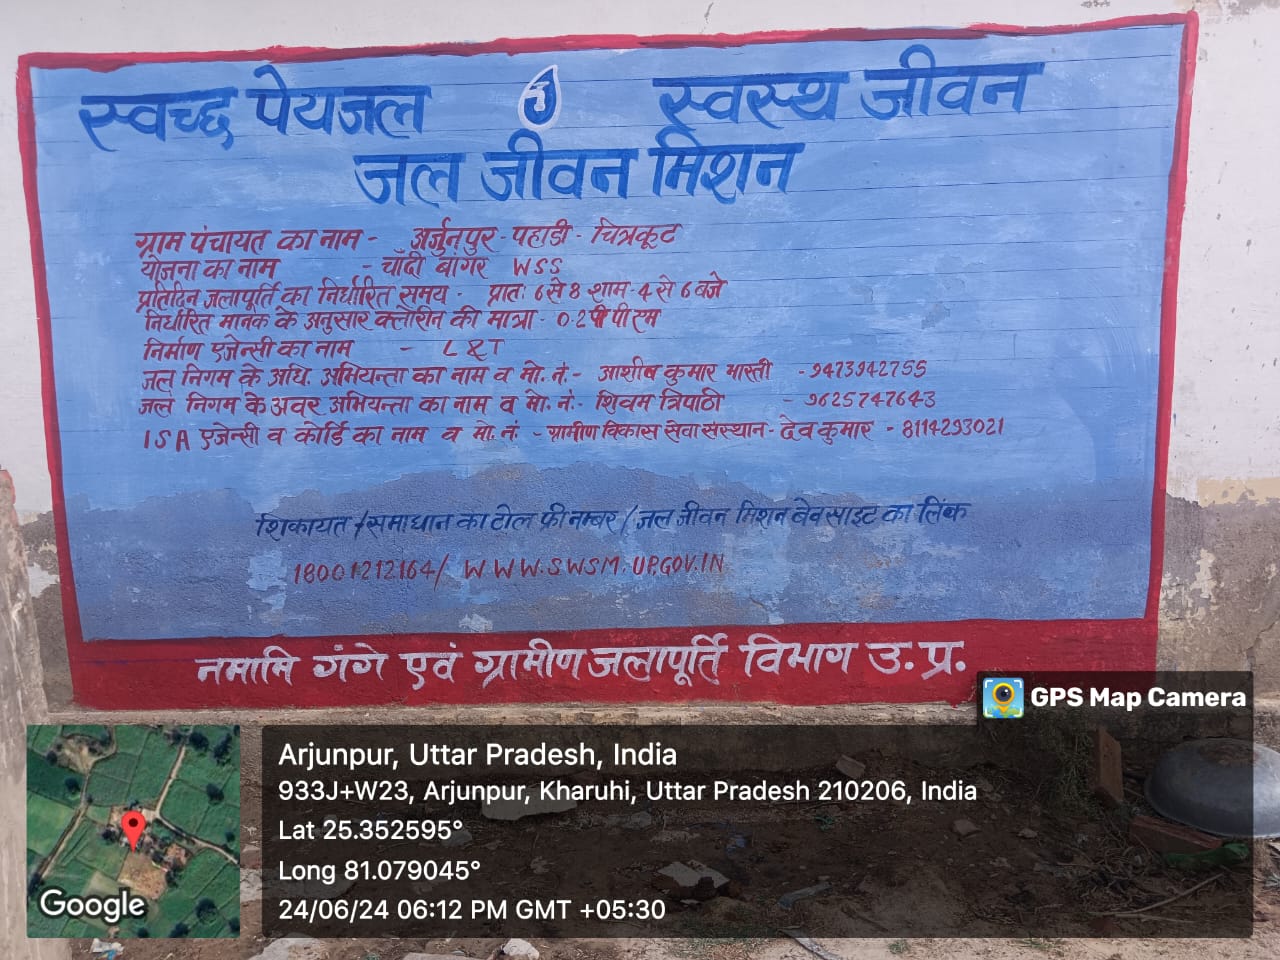 स्वच्छ पेयजल स्वस्थ जीवन
जल जीवन मिशन
ग्राम पंचायत का नाम - अर्जुनपुर - पहाडी - चित्रकूट
योजना का नाम - चाँदी बांगर WSS
प्रतिदिन जलापूर्ति का निर्धारित समय - प्रातः 6 से 8 शाम - 4 से 6 बजे
निर्धारित मानक के अनुसार क्लोरीन की मात्रा - 0.2 पी पी एम
निर्माण एजेन्सी का नाम - L&T
जल निगम के अधि. अभियन्ता का नाम व मो. नं. - आशीष कुमार भारती - 9473942755
जल निगम के अवर अभियन्ता का नाम व मो. नं. - शिवम त्रिपाठी - 9625747643
ISA एजेन्सी व कोर्डि का नाम व मो. नं - ग्रामीण विकास सेवा संस्थान - देव कुमार - 8114293021
शिकायत / समाधान का टोल फ्री नम्बर / जल जीवन मिशन बेवसाइट का लिंक
18001212164/ WWW.SWSM.UP.GOV.IN
नमामि गंगे एवं ग्रामीण जलापूर्ति विभाग उ.प्र.
GPS Map Camera
Arjunpur, Uttar Pradesh, India
933J+W23, Arjunpur, Kharuhi, Uttar Pradesh 210206, India
Lat 25.352595°
Long 81.079045°
24/06/24 06:12 PM GMT +05:30
Google